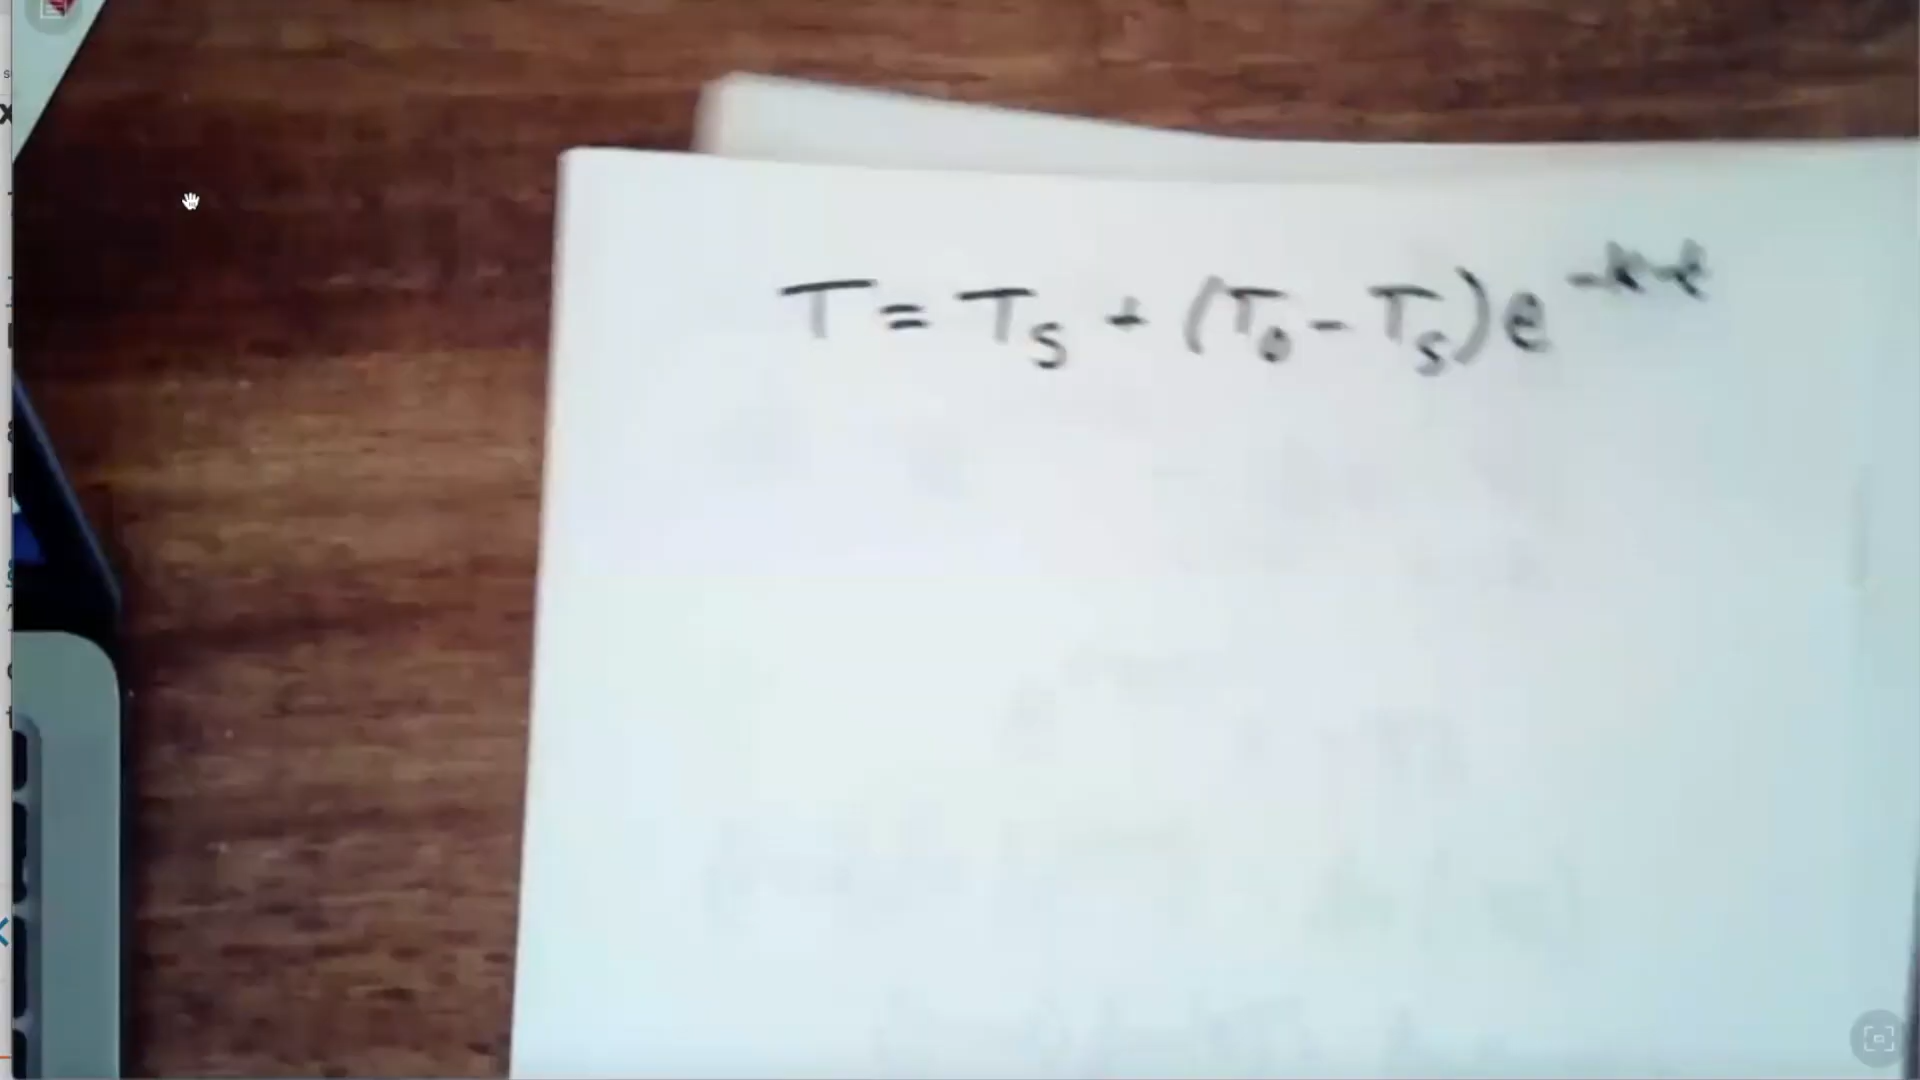 T = Tₛ + (T₀ - Tₛ)e^{-kt}